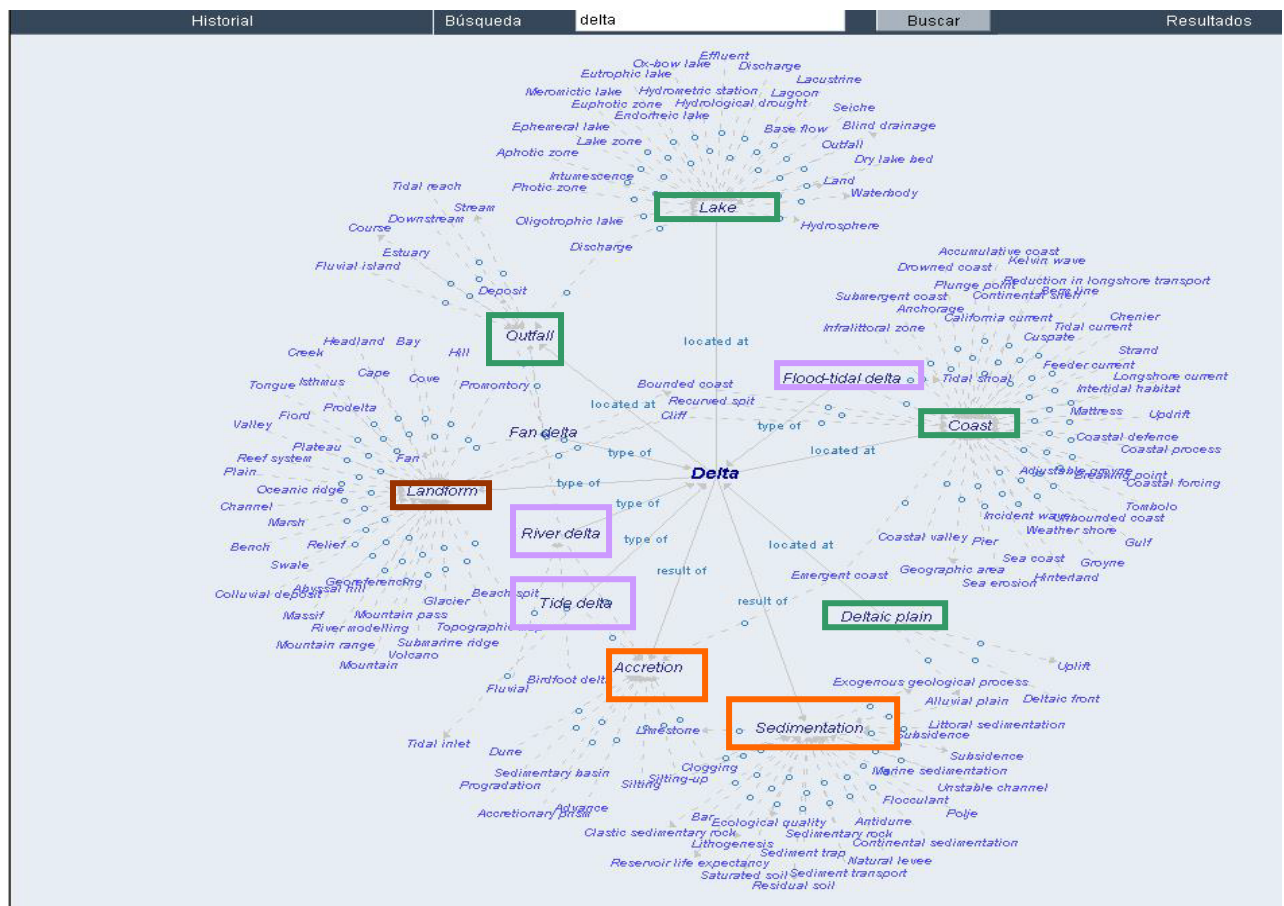 Historial
Búsqueda
delta
Buscar
Resultados
Effluent
Ox-bow lake
Discharge
Eutrophic lake
Lacustrine
Meromictic lake
Hydrometric station
Lagoon
Euphotic zone
Hydrological drought
Seiche
Endorheic lake
Ephemeral lake
Base flow
Blind drainage
Lake zone
Outfall
Aphotic zone
Dry lake bed
Intumescence
Land
Photic zone
Waterbody
Tidal reach
Stream
Lake
Downstream
Oligotrophic lake
Hydrosphere
Course
Discharge
Estuary
Fluvial island
Deposit
Accumulative coast
Kelvin wave
Drowned coast
Plunge point
Reduction in longshore transport
Submergent coast
Continental shelf
Berm line
Anchorage
California current
Chenier
Infralittoral zone
Tidal current
Cuspate
Outfall
located at
Strand
Headland
Bay
Hill
Creek
Feeder current
Cape
Flood-tidal delta
Tidal shoal
Longshore current
Tongue
Isthmus
Cove
Promontory
Bounded coast
Intertidal habitat
Recurved spit
Fiord
Prodelta
located at
Cliff
Mattress
Updrift
Valley
Fan delta
type of
Coast
Coastal defence
Plateau
Fan
type of
located at
Coastal process
Reef system
Plain
Delta
Adjustable groyne
Breaking point
Oceanic ridge
Landform
type of
Coastal forcing
Channel
type of
Tombolo
Marsh
Incident wave
Unbounded coast
River delta
Weather shore
Bench
Relief
type of
located at
Coastal valley
Pier
Gulf
Swale
result of
Sea coast
Groyne
Georeferencing
Emergent coast
Geographic area
Hinterland
Colluvial deposit
Abyssal hill
Beach spit
Sea erosion
Glacier
Tide delta
result of
Massif
Mountain pass
Deltaic plain
River modelling
Topographic map
Mountain range
Submarine ridge
Volcano
Mountain
Accretion
Uplift
Birdfoot delta
Exogenous geological process
Fluvial
Alluvial plain
Deltaic front
Limestone
Sedimentation
Littoral sedimentation
Subsidence
Tidal inlet
Dune
Subsidence
Clogging
Sedimentary basin
Marine sedimentation
Progradation
Silting
Silting-up
Unstable channel
Flocculant
Advance
Polje
Accretionary prism
Bar
Ecological quality
Antidune
Clastic sedimentary rock
Sedimentary rock
Lithogenesis
Continental sedimentation
Sediment trap
Reservoir life expectancy
Natural levee
Saturated soil
Sediment transport
Residual soil